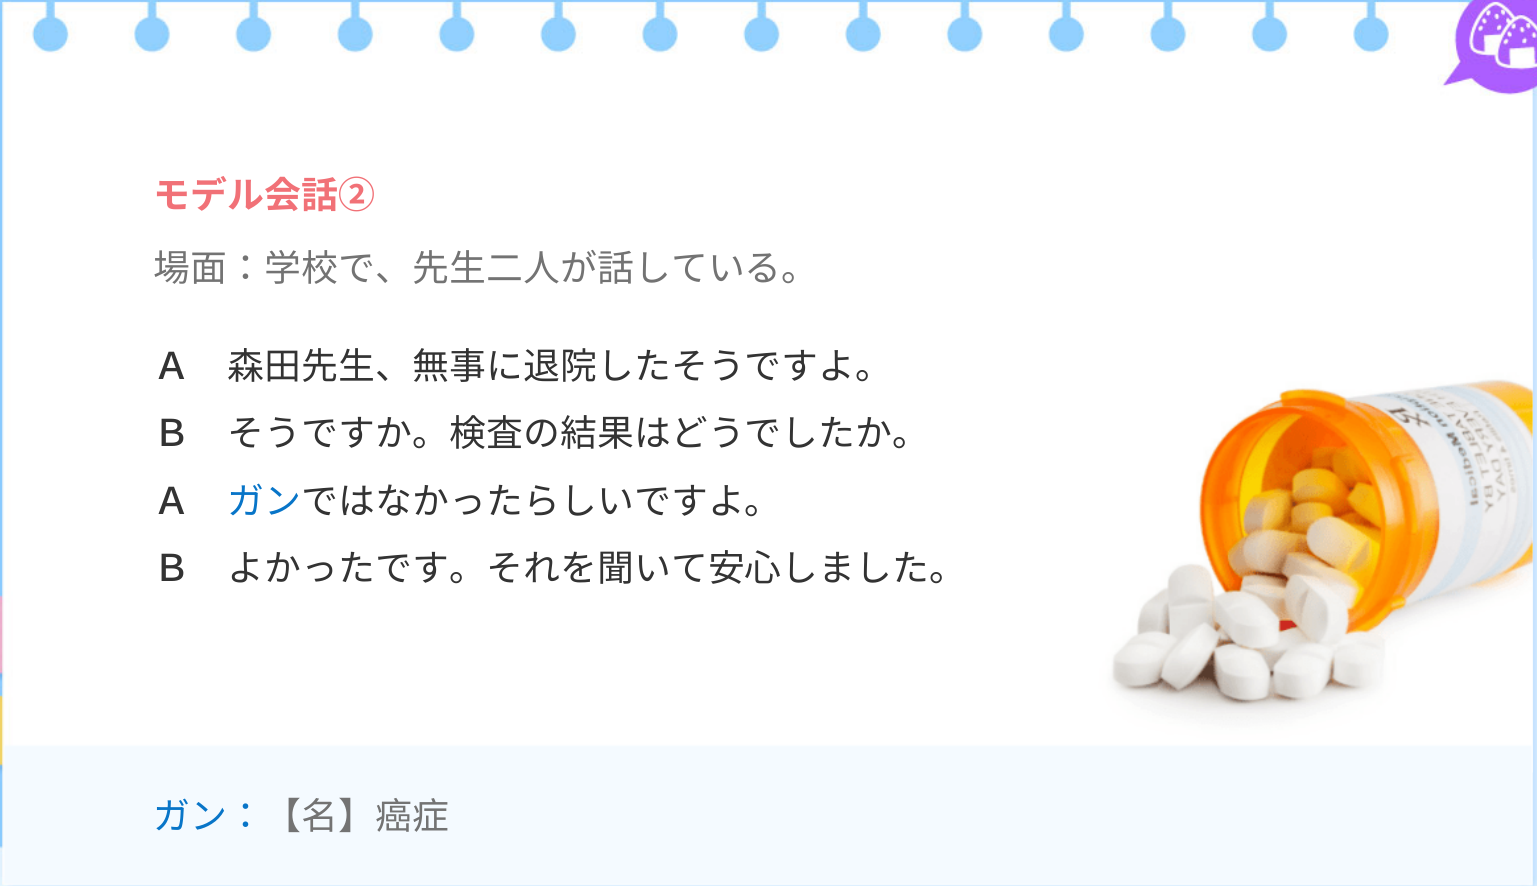 モデル会話②
場面：学校で、先生二人が話している。
A 森田先生、無事に退院したそうですよ。
B そうですか。検査の結果はどうでしたか。
A ガンではなかったらしいですよ。
B よかったです。それを聞いて安心しました。
ガン：【名】癌症